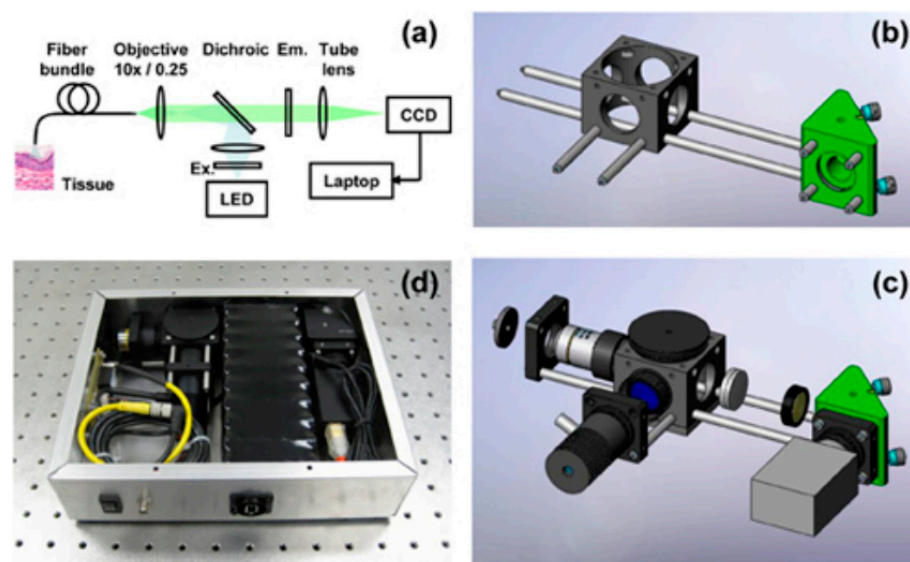 (a)
Fiber bundle
Objective 10x / 0.25
Dichroic
Em.
Tube lens
CCD
Ex.
LED
Laptop
Tissue
(b)
(d)
(c)